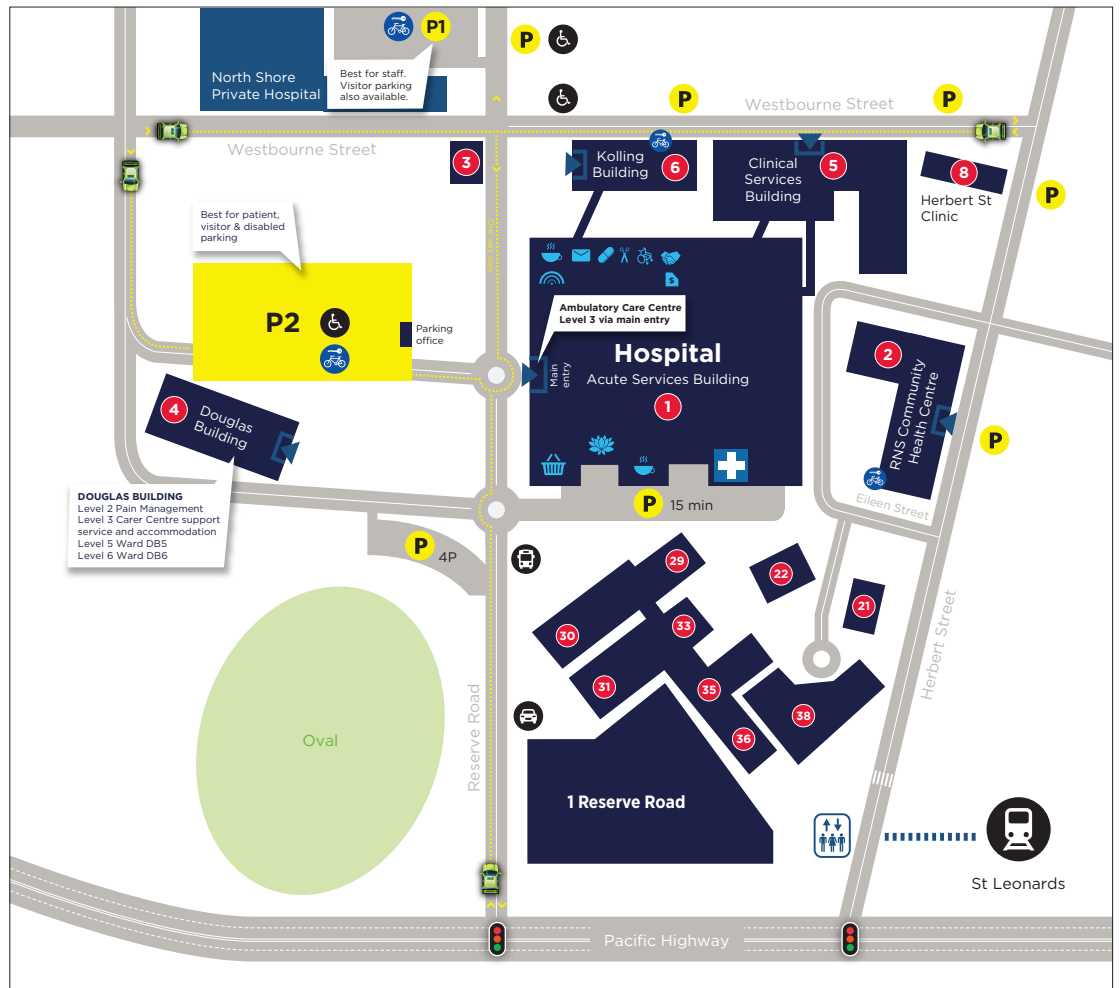 P1
P
Best for staff.
Visitor parking
also available.
North Shore
Private Hospital
P
P
Westbourne Street
Westbourne Street
3
Kolling
Building
6
Clinical
Services
Building
5
8
Herbert St
Clinic
P
Best for patient,
visitor & disabled
parking
One way only
P2
Parking
office
Ambulatory Care Centre
Level 3 via main entry
Main
entry
Hospital
Acute Services Building
1
2
RNS Community
Health Centre
P
4
Douglas
Building
DOUGLAS BUILDING
Level 2 Pain Management
Level 3 Carer Centre support
service and accommodation
Level 5 Ward DB5
Level 6 Ward DB6
P
15 min
Eileen Street
P
4P
29
22
21
30
33
31
35
38
36
Herbert Street
Reserve Road
Oval
1 Reserve Road
St Leonards
Pacific Highway